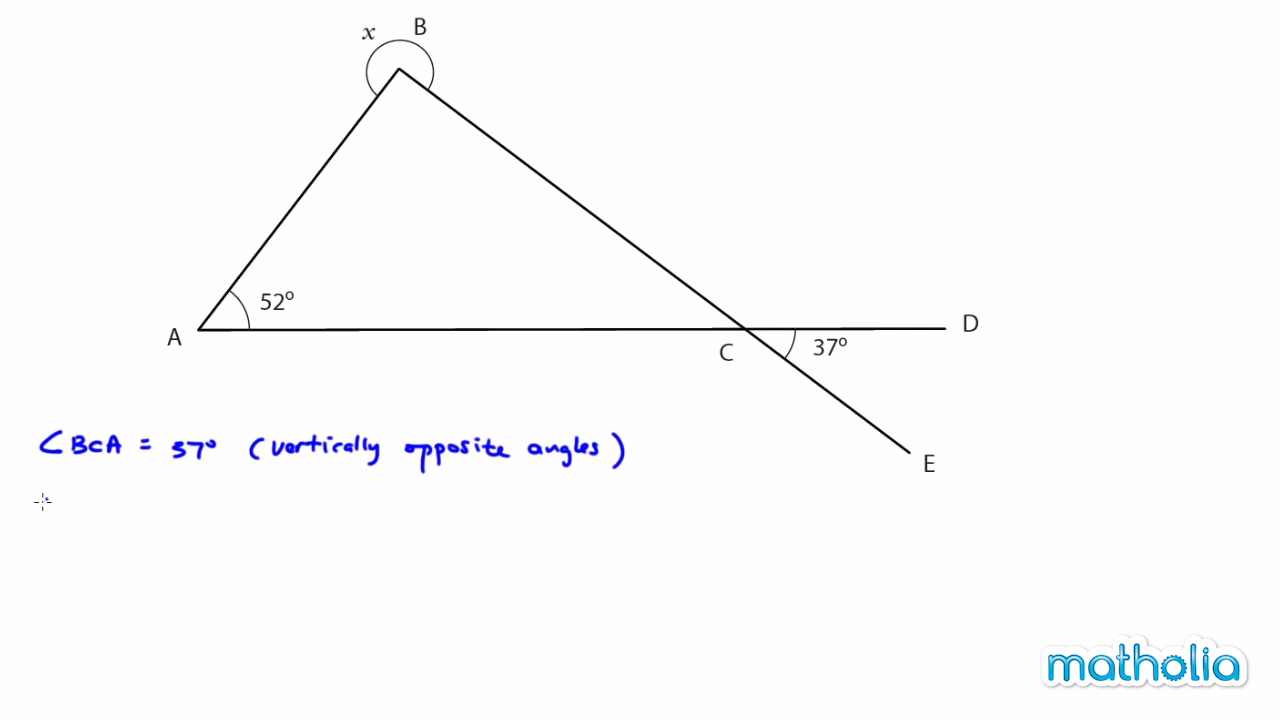 x B
52°
A
D
C 37°
∠BCA = 37° (vertically opposite angles)
E
matholia